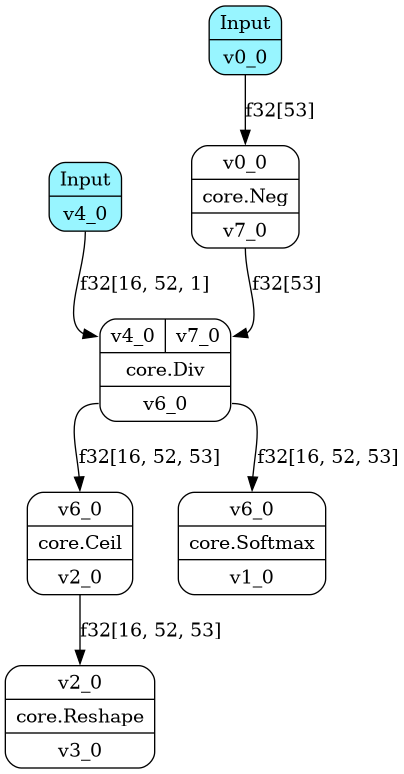 Input
v0_0
f32[53]
Input
v4_0
v0_0
core.Neg
v7_0
f32[16, 52, 1]
f32[53]
v4_0 v7_0
core.Div
v6_0
f32[16, 52, 53]
f32[16, 52, 53]
v6_0
core.Ceil
v2_0
v6_0
core.Softmax
v1_0
f32[16, 52, 53]
v2_0
core.Reshape
v3_0